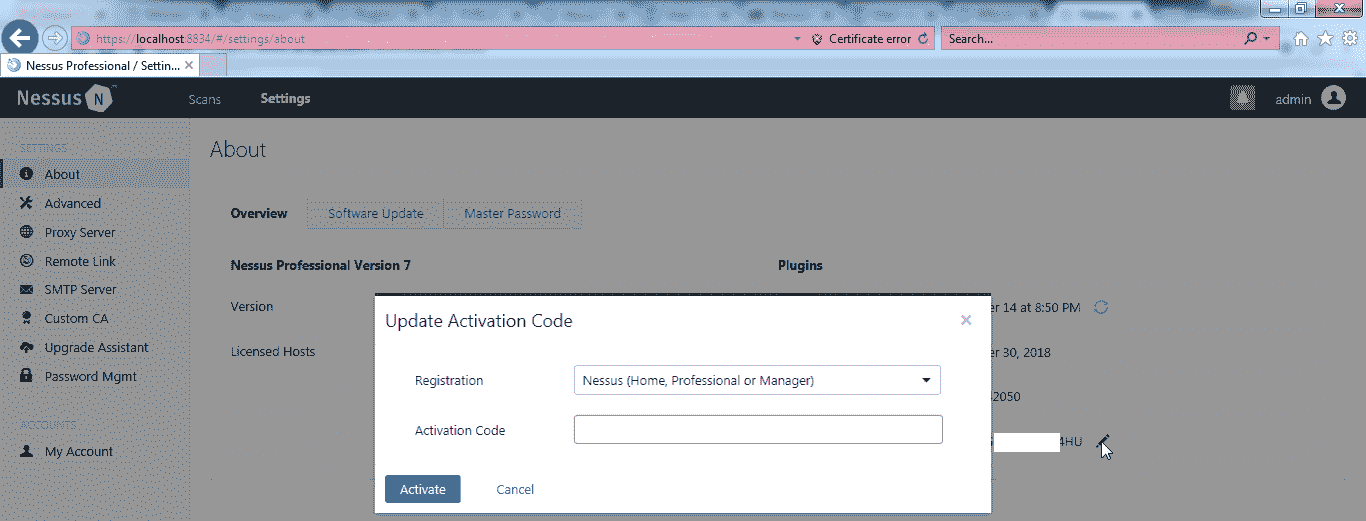 https://localhost:8834/#/settings/about
Certificate error
Search...
Nessus Professional / Settin...
Nessus N
Scans
Settings
admin
SETTINGS
About
About
Advanced
Overview
Software Update
Master Password
Proxy Server
Remote Link
Nessus Professional Version 7
Plugins
SMTP Server
Version
er 14 at 8:50 PM
Custom CA
Update Activation Code
Upgrade Assistant
Licensed Hosts
er 30, 2018
Password Mgmt
Registration
Nessus (Home, Professional or Manager)
2050
ACCOUNTS
Activation Code
4HU
My Account
Activate
Cancel